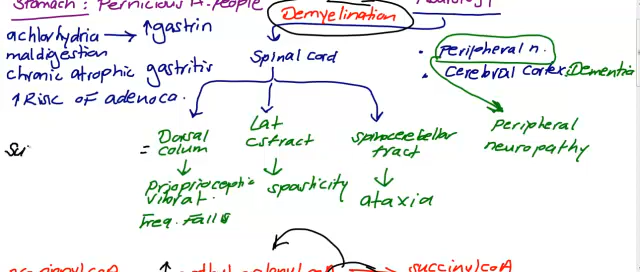 Stomach: Pernicious A. people
achlorhydria → ↑ gastrin
maldigestion
chronic atrophic gastritis
↑ Risk of adenoca.
Demyelination
Spinal cord
• Peripheral n.
• Cerebral cortex: Dementia
Peripheral
neuropathy
= Dorsal
colum
Lat
cstract
spinocerebellar
tract
Proprioceptic
vibrat.
Freq. Falls
spasticity
ataxia
↑
succinylcoA